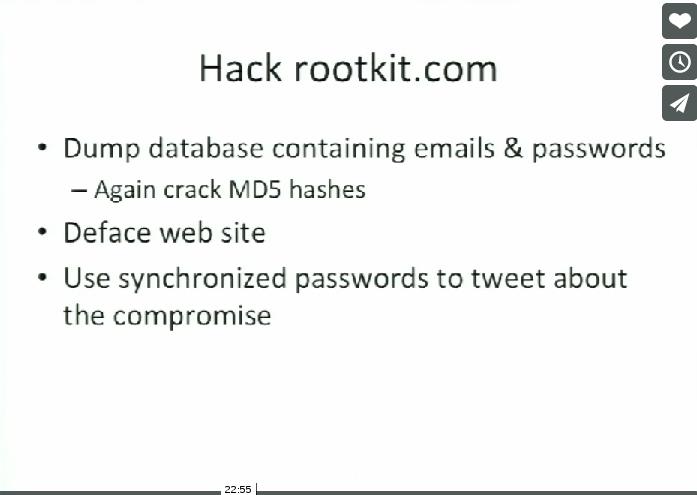 Hack rootkit.com
• Dump database containing emails & passwords
– Again crack MD5 hashes
• Deface web site
• Use synchronized passwords to tweet about
the compromise
22:55